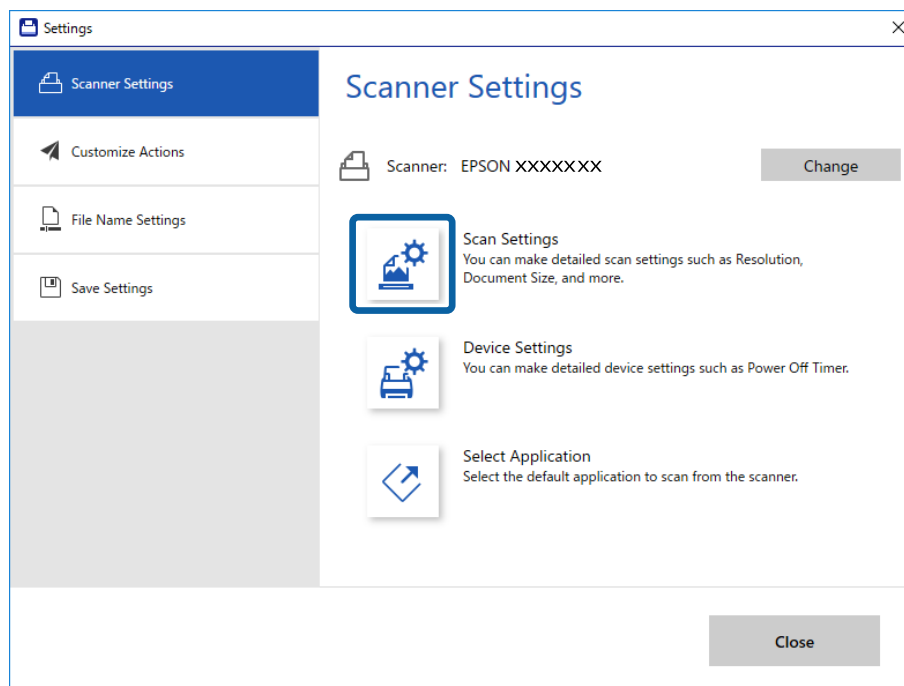 Settings
Scanner Settings
Customize Actions
File Name Settings
Save Settings
Scanner Settings
Scanner: EPSON XXXXXXX
Change
Scan Settings
You can make detailed scan settings such as Resolution,
Document Size, and more.
Device Settings
You can make detailed device settings such as Power Off Timer.
Select Application
Select the default application to scan from the scanner.
Close